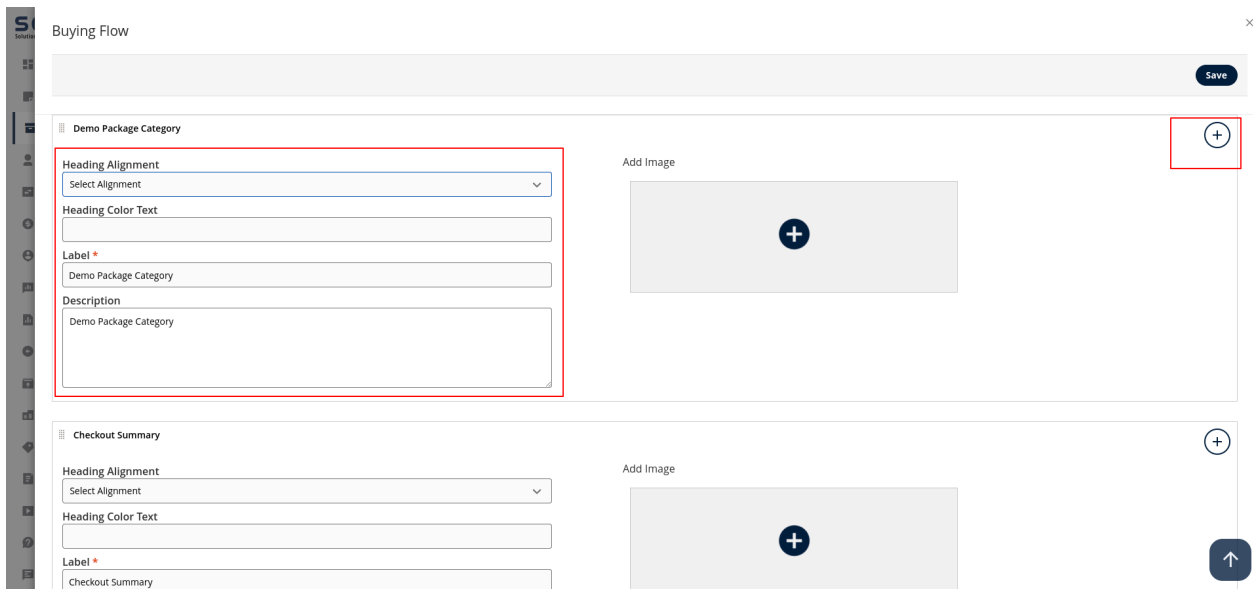 Buying Flow
Save
Demo Package Category
Heading Alignment
Select Alignment
Heading Color Text
Label *
Demo Package Category
Description
Demo Package Category
Add Image
Checkout Summary
Heading Alignment
Select Alignment
Heading Color Text
Label *
Checkout Summary
Add Image